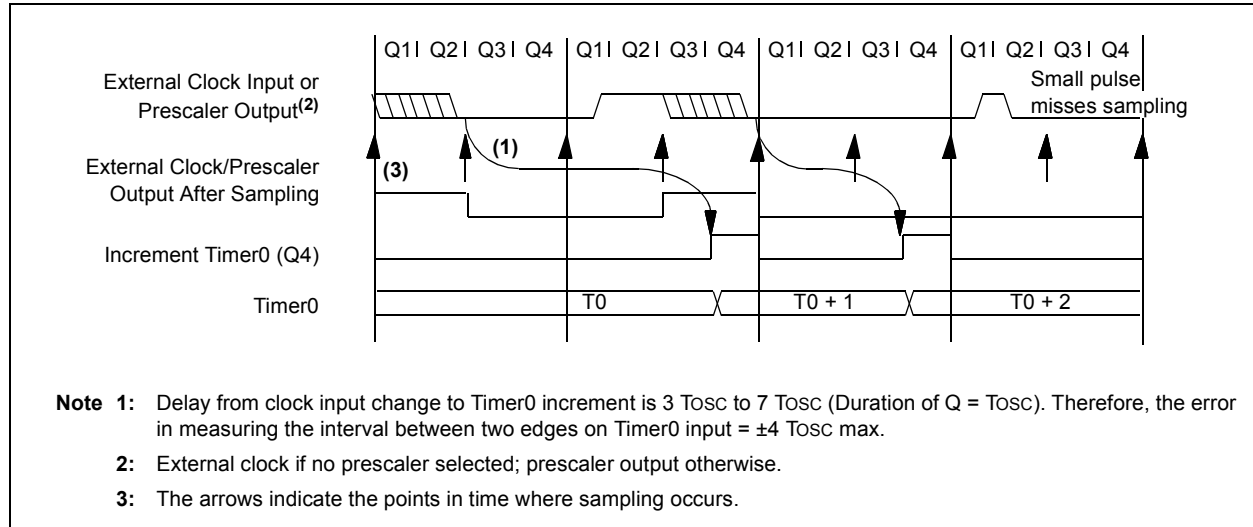 Q1| Q2| Q3| Q4 Q1| Q2| Q3| Q4 Q1| Q2| Q3| Q4 Q1| Q2| Q3| Q4
External Clock Input or
Prescaler Output(2)
Small pulse
misses sampling
(1)
External Clock/Prescaler
Output After Sampling
(3)
Increment Timer0 (Q4)
Timer0 T0 T0 + 1 T0 + 2
Note 1: Delay from clock input change to Timer0 increment is 3 TOSC to 7 TOSC (Duration of Q = TOSC). Therefore, the error
in measuring the interval between two edges on Timer0 input = ±4 TOSC max.
2: External clock if no prescaler selected; prescaler output otherwise.
3: The arrows indicate the points in time where sampling occurs.